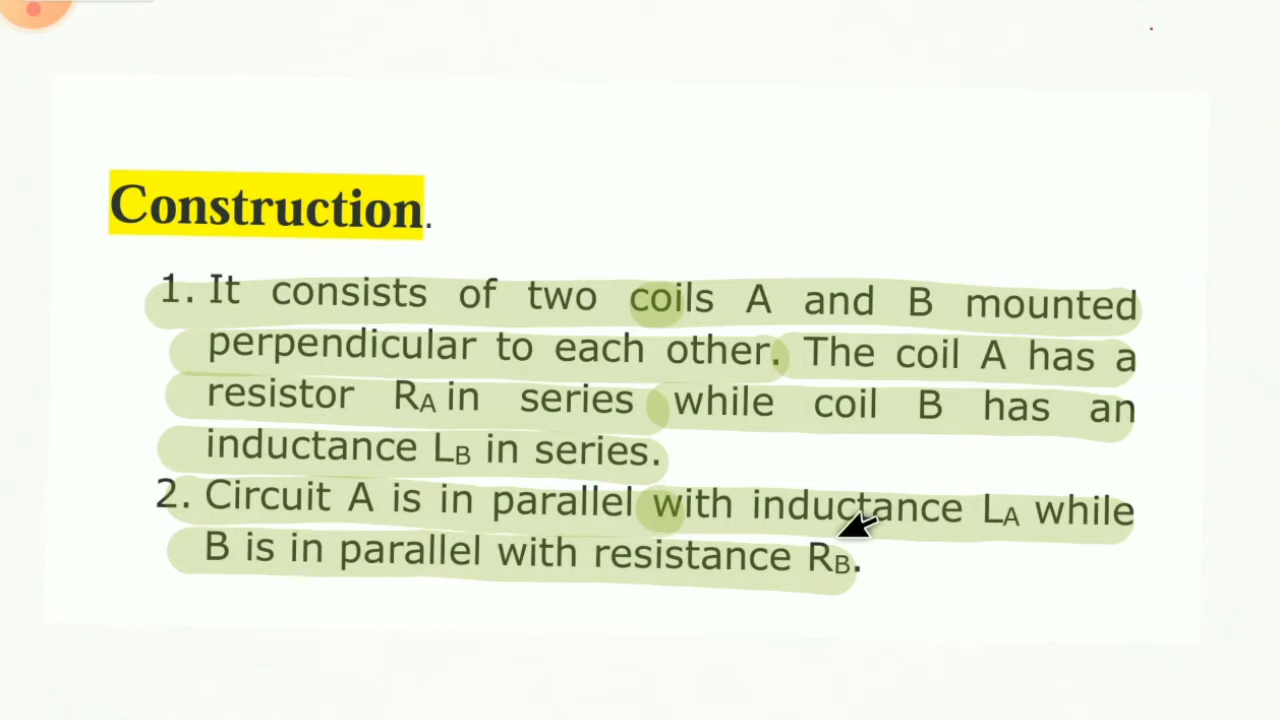 Construction.
1. It consists of two coils A and B mounted
perpendicular to each other. The coil A has a
resistor RA in series while coil B has an
inductance LB in series.
2. Circuit A is in parallel with inductance LA while
B is in parallel with resistance RB.